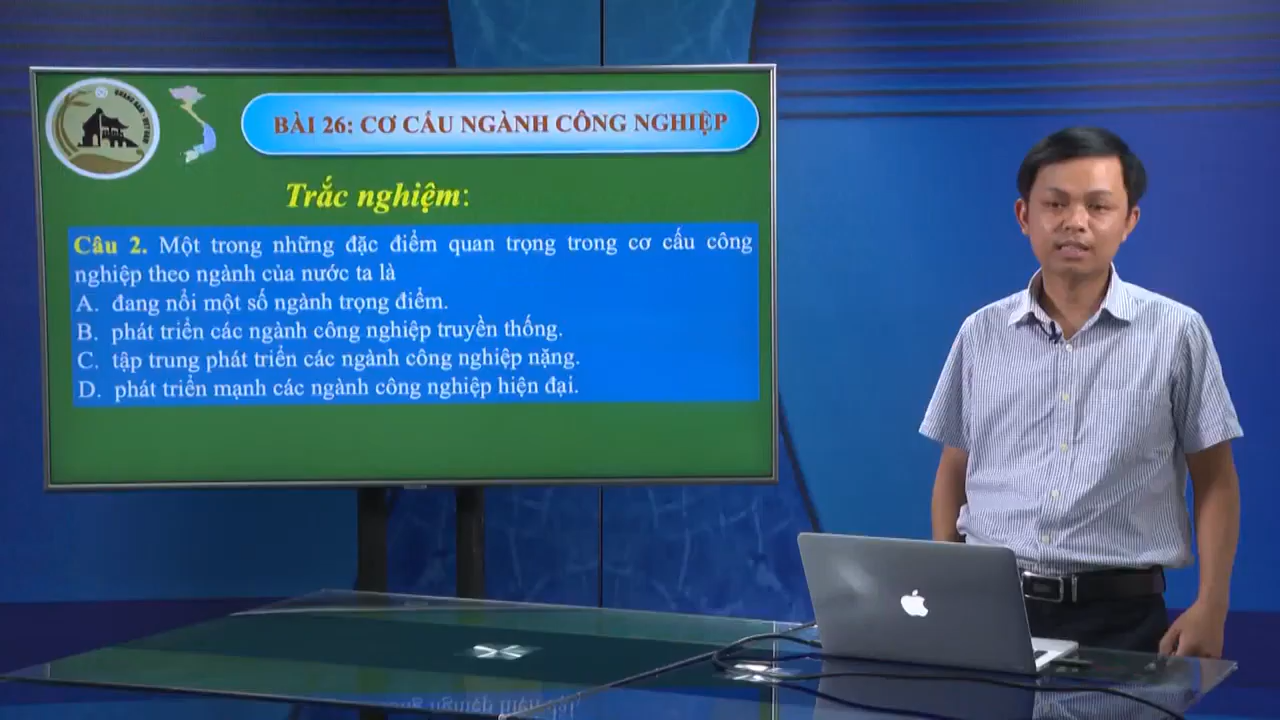 BÀI 26: CƠ CẤU NGÀNH CÔNG NGHIỆP
Trắc nghiệm:
Câu 2. Một trong những đặc điểm quan trọng trong cơ cấu công
nghiệp theo ngành của nước ta là
A. đang nổi một số ngành trọng điểm.
B. phát triển các ngành công nghiệp truyền thống.
C. tập trung phát triển các ngành công nghiệp nặng.
D. phát triển mạnh các ngành công nghiệp hiện đại.